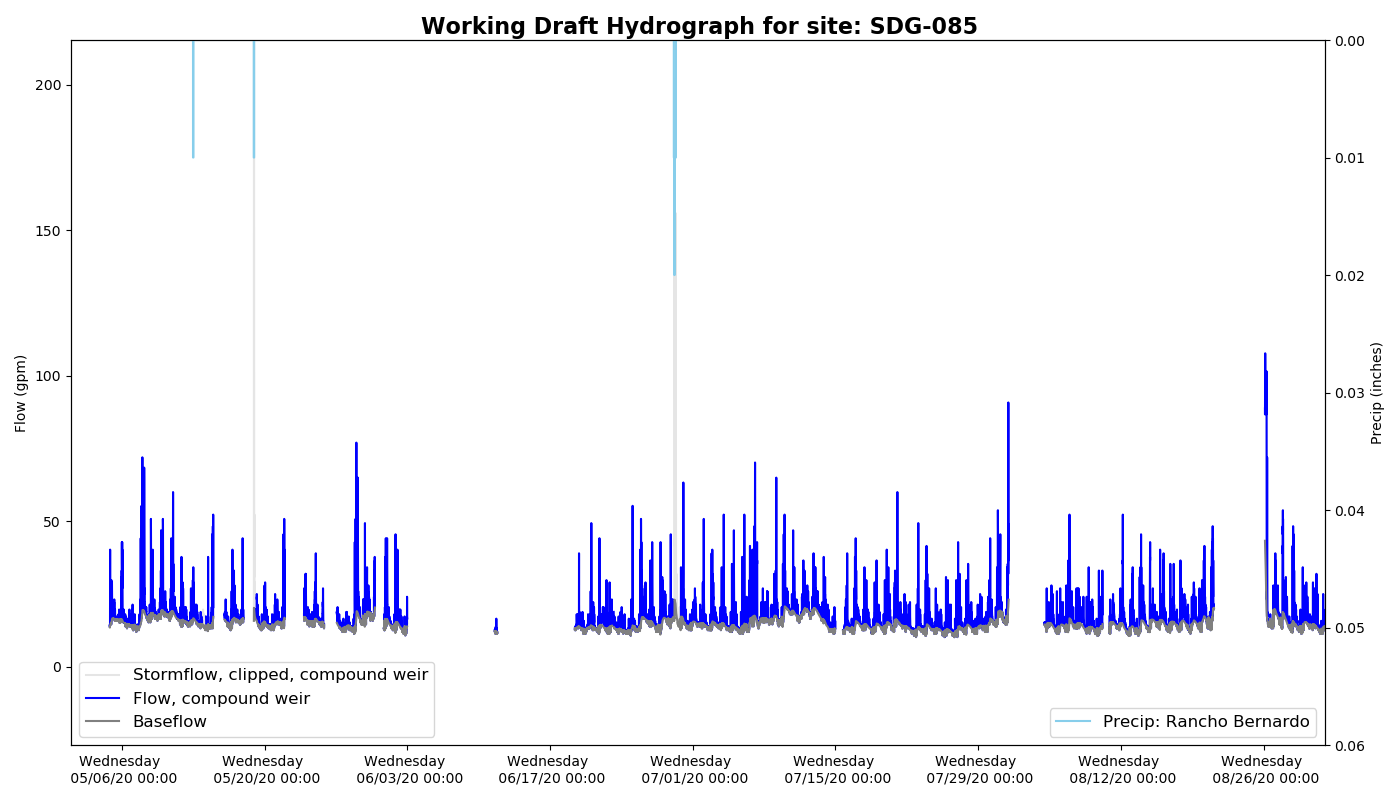 Working Draft Hydrograph for site: SDG-085
200
150
100
50
0
Flow (gpm)
0.00
0.01
0.02
0.03
0.04
0.05
0.06
Precip (inches)
Stormflow, clipped, compound weir
Flow, compound weir
Baseflow
Precip: Rancho Bernardo
Wednesday
05/06/20 00:00
Wednesday
05/20/20 00:00
Wednesday
06/03/20 00:00
Wednesday
06/17/20 00:00
Wednesday
07/01/20 00:00
Wednesday
07/15/20 00:00
Wednesday
07/29/20 00:00
Wednesday
08/12/20 00:00
Wednesday
08/26/20 00:00